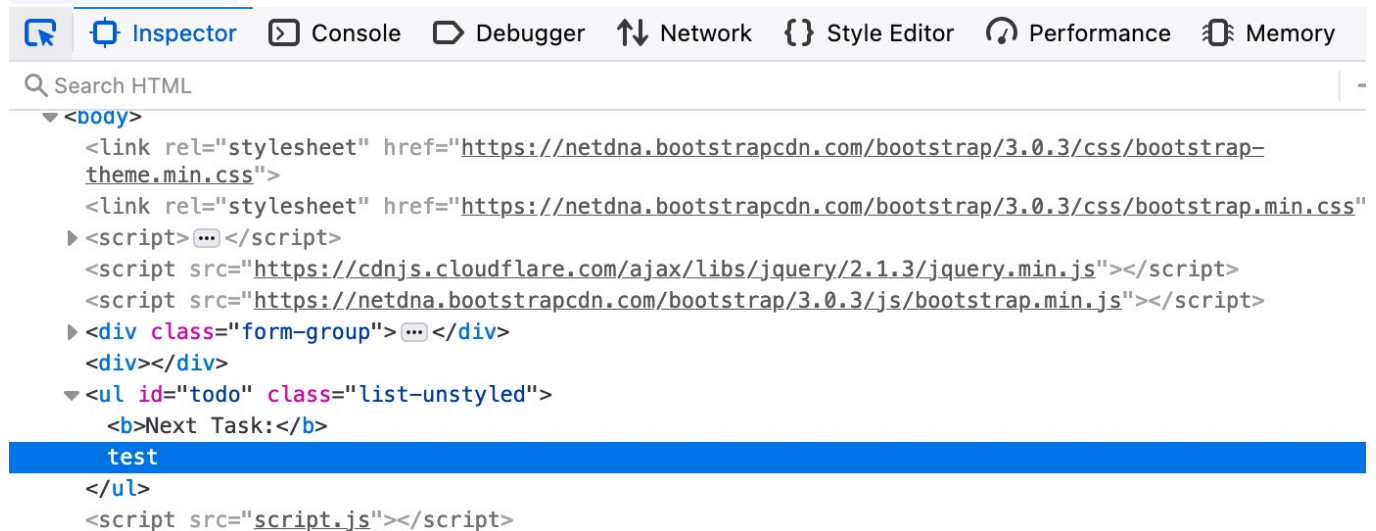 Inspector Console Debugger Network {} Style Editor Performance Memory
Search HTML
<body>
<link rel="stylesheet" href="https://netdna.bootstrapcdn.com/bootstrap/3.0.3/css/bootstrap-
theme.min.css">
<link rel="stylesheet" href="https://netdna.bootstrapcdn.com/bootstrap/3.0.3/css/bootstrap.min.css"
<script>…</script>
<script src="https://cdnjs.cloudflare.com/ajax/libs/jquery/2.1.3/jquery.min.js"></script>
<script src="https://netdna.bootstrapcdn.com/bootstrap/3.0.3/js/bootstrap.min.js"></script>
<div class="form-group">…</div>
<div></div>
<ul id="todo" class="list-unstyled">
<b>Next Task:</b>
test
</ul>
<script src="script.js"></script>